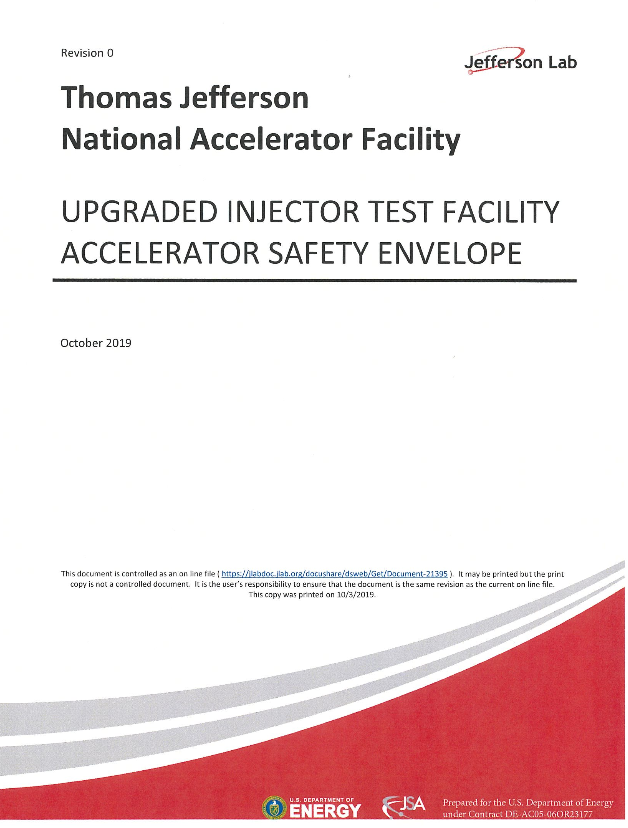 Revision 0
Jefferson Lab
Thomas Jefferson
National Accelerator Facility
UPGRADED INJECTOR TEST FACILITY
ACCELERATOR SAFETY ENVELOPE
October 2019
This document is controlled as an on line file ( https://jlabdoc.jlab.org/docushare/dsweb/Get/Document-21395 ). It may be printed but the print
copy is not a controlled document. It is the user's responsibility to ensure that the document is the same revision as the current on line file.
This copy was printed on 10/3/2019.
U.S. DEPARTMENT OF
ENERGY
JSA
Prepared for the U.S. Department of Energy
under Contract DE-AC05-06OR23177